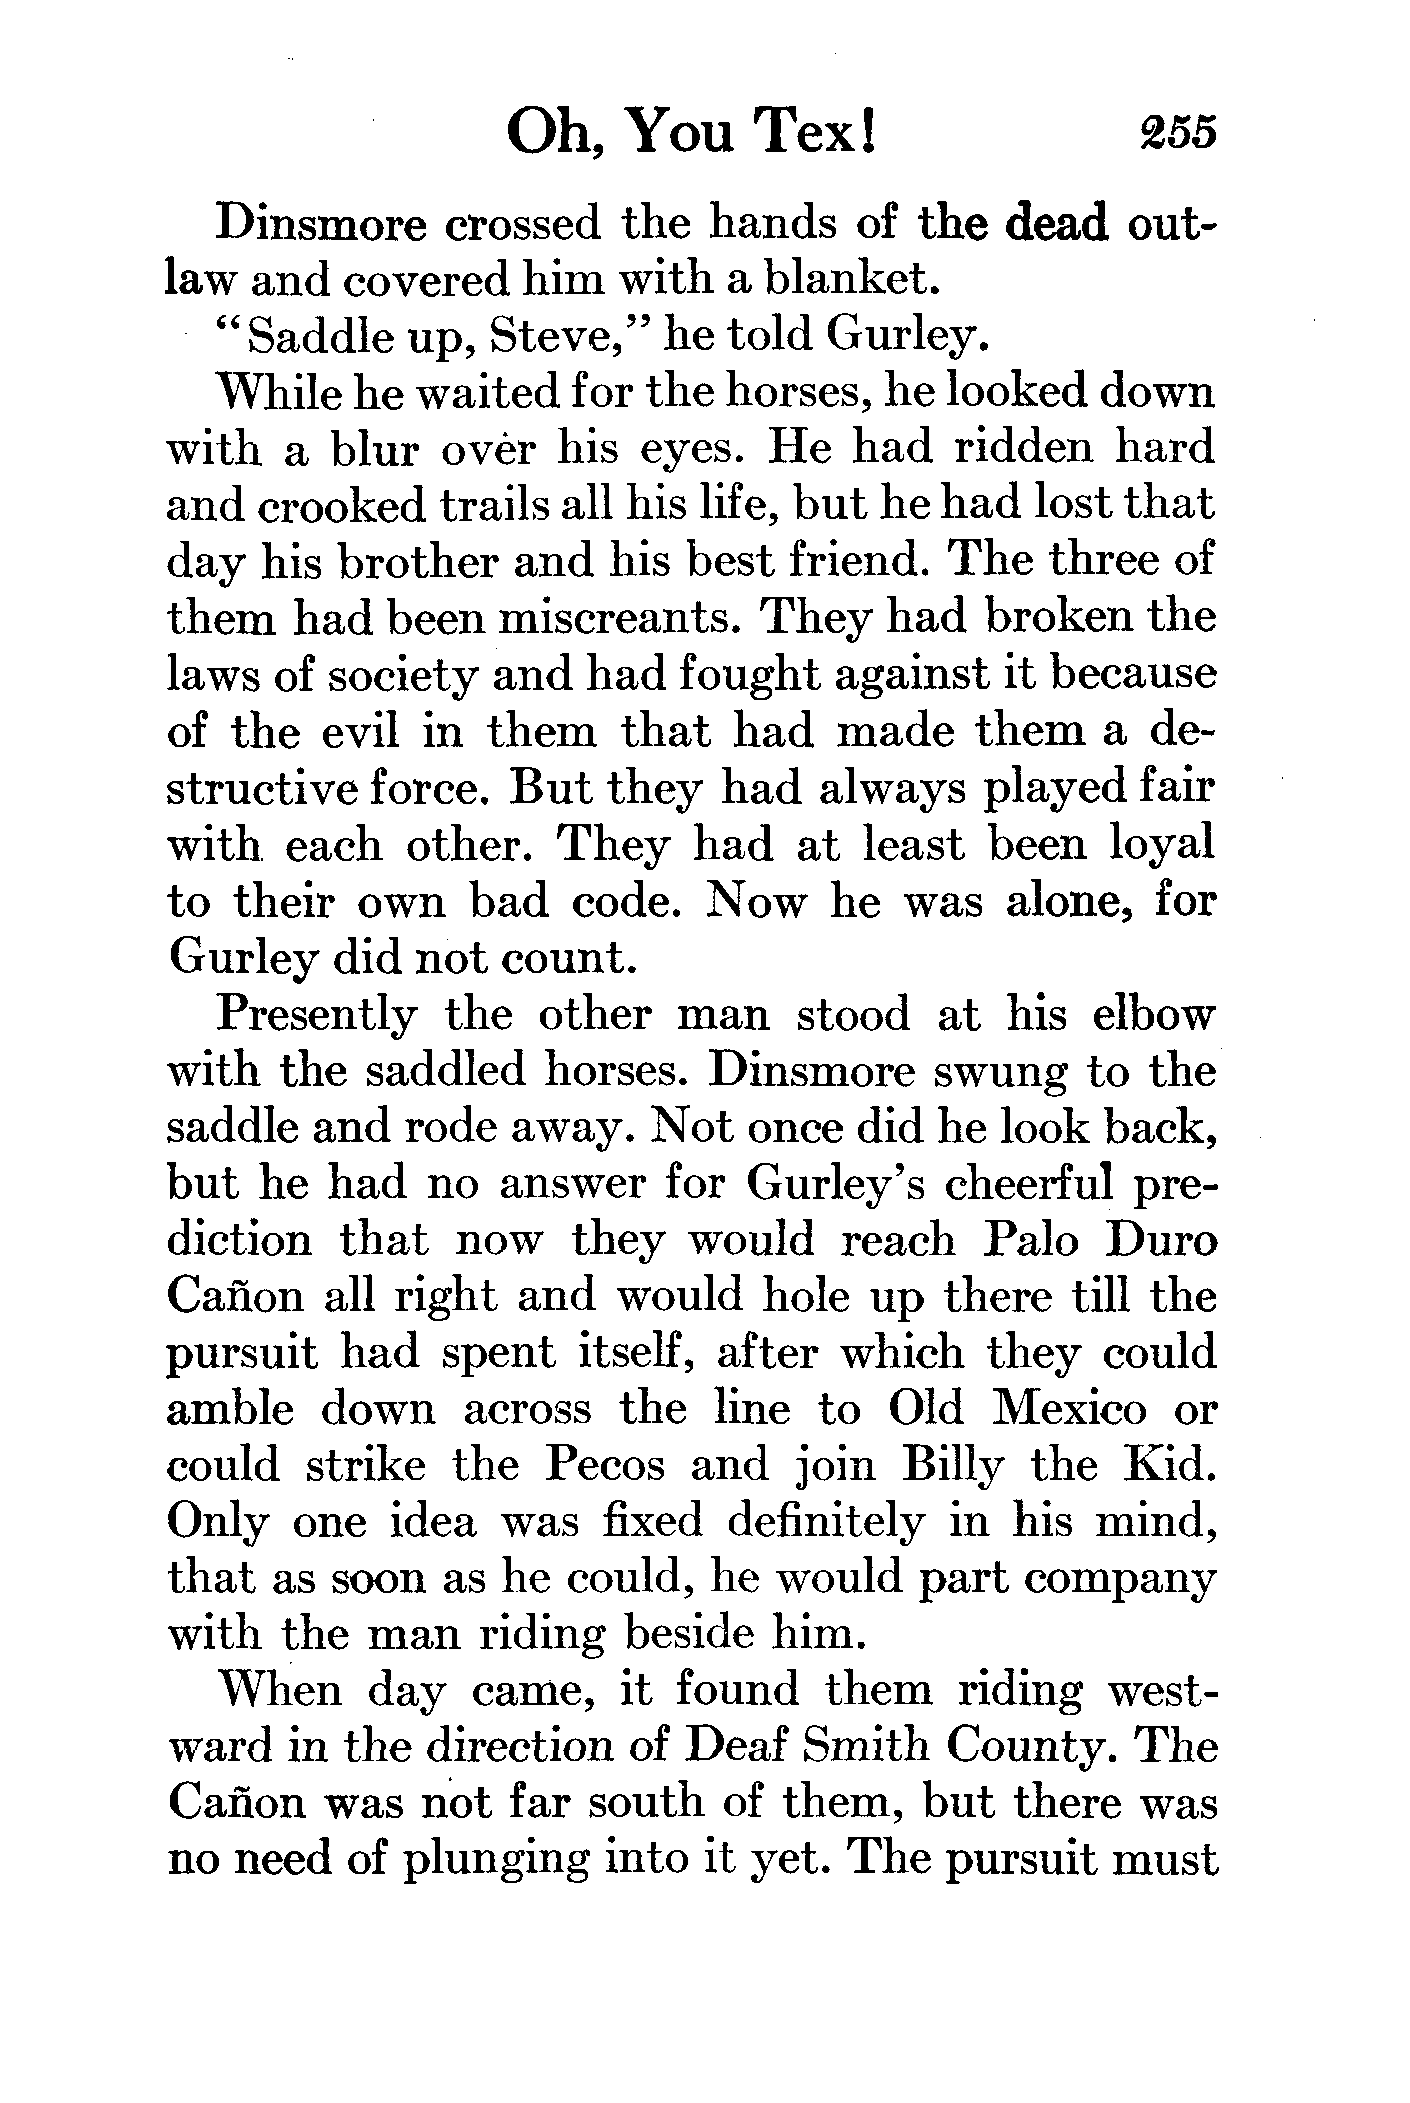 Oh, You Tex! 255
Dinsmore crossed the hands of the dead out-
law and covered him with a blanket.
“Saddle up, Steve,” he told Gurley.
While he waited for the horses, he looked down
with a blur over his eyes. He had ridden hard
and crooked trails all his life, but he had lost that
day his brother and his best friend. The three of
them had been miscreants. They had broken the
laws of society and had fought against it because
of the evil in them that had made them a de-
structive force. But they had always played fair
with each other. They had at least been loyal
to their own bad code. Now he was alone, for
Gurley did not count.
Presently the other man stood at his elbow
with the saddled horses. Dinsmore swung to the
saddle and rode away. Not once did he look back,
but he had no answer for Gurley’s cheerful pre-
diction that now they would reach Palo Duro
Cañon all right and would hole up there till the
pursuit had spent itself, after which they could
amble down across the line to Old Mexico or
could strike the Pecos and join Billy the Kid.
Only one idea was fixed definitely in his mind,
that as soon as he could, he would part company
with the man riding beside him.
When day came, it found them riding west-
ward in the direction of Deaf Smith County. The
Cañon was not far south of them, but there was
no need of plunging into it yet. The pursuit must